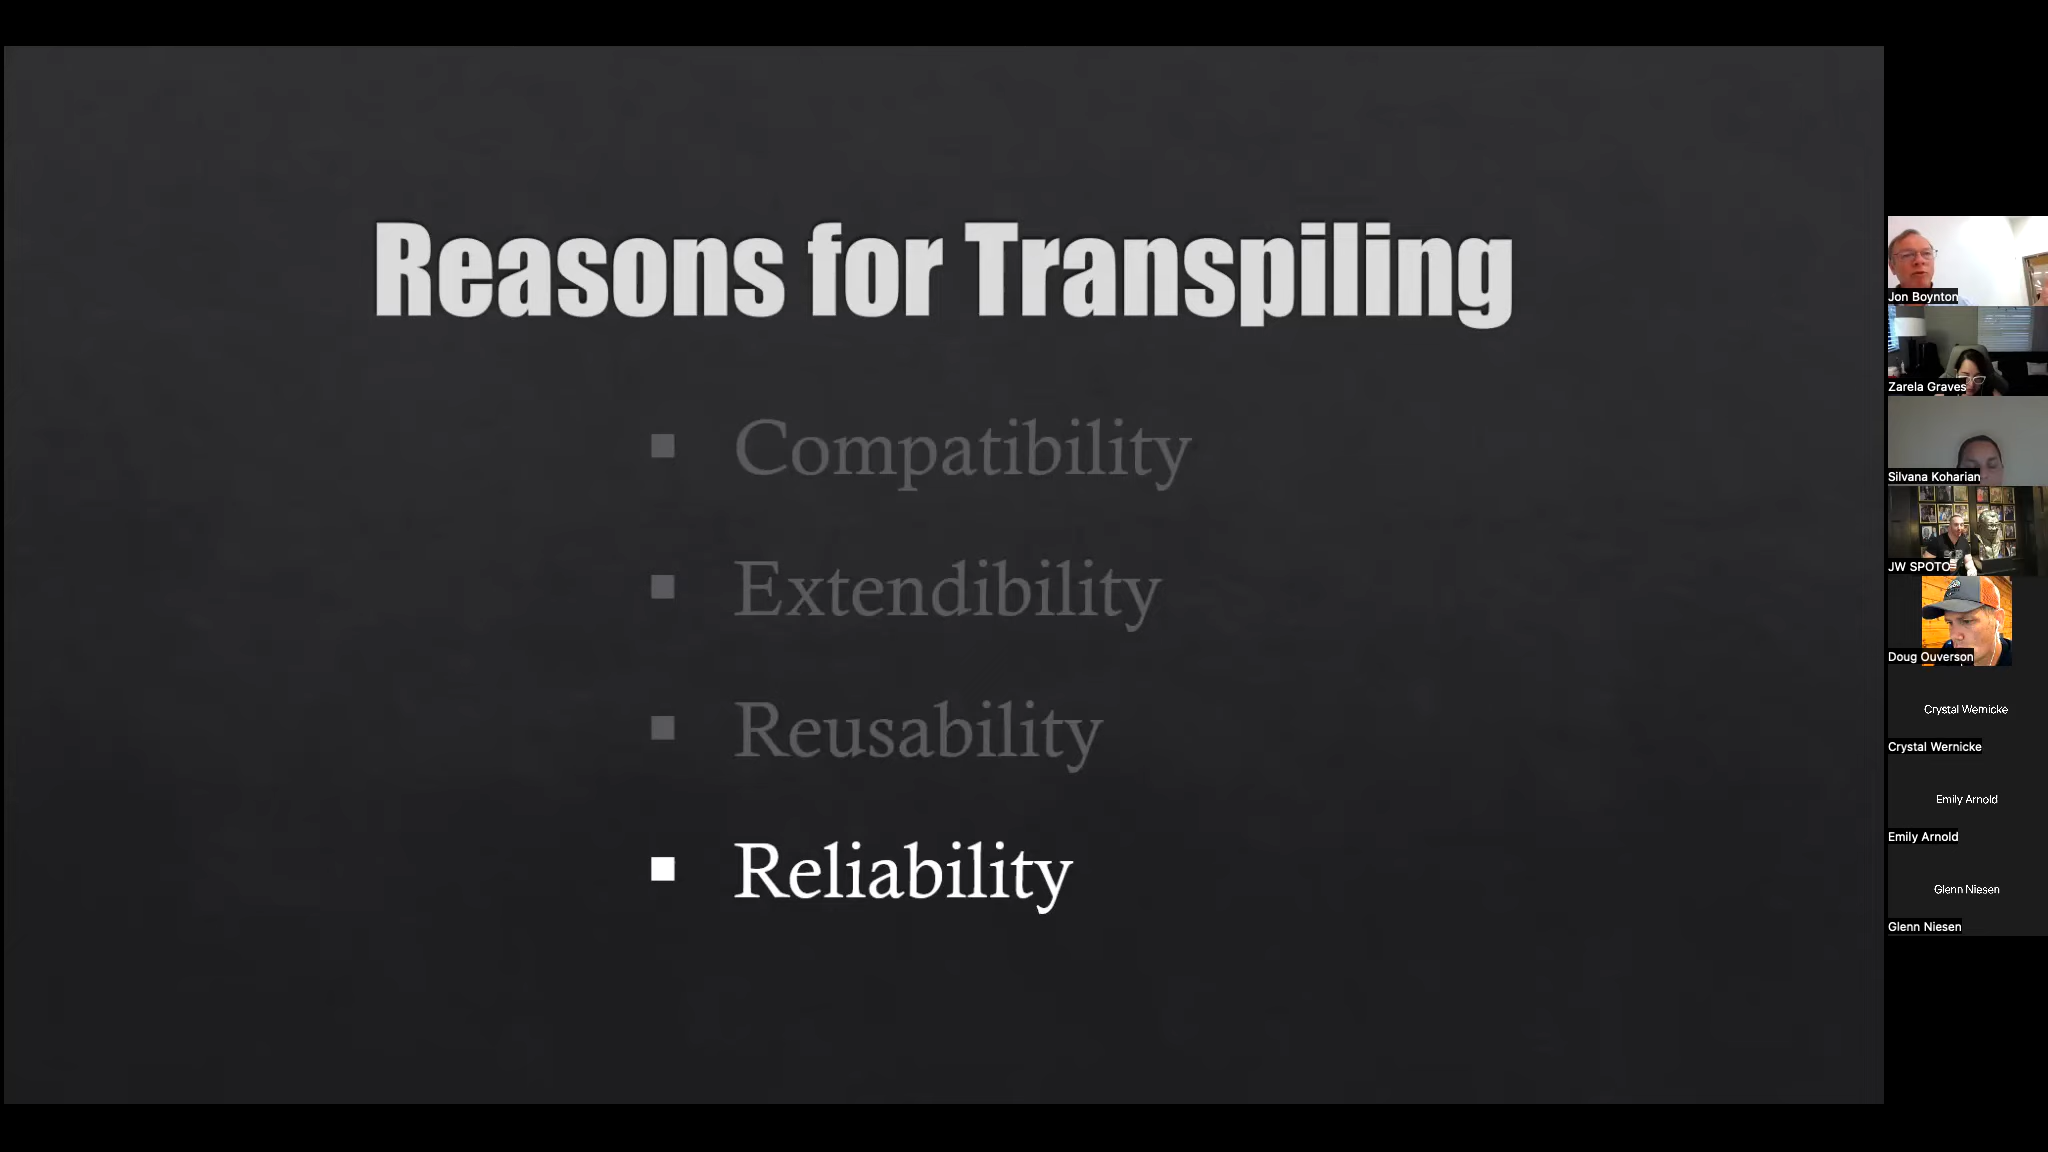 Reasons for Transpiling
▪ Compatibility
▪ Extendibility
▪ Reusability
▪ Reliability
Jon Boynton
Zarela Graves
Silvana Koharian
JW SPOTO
Doug Ouverson
Crystal Wernicke
Crystal Wernicke
Emily Arnold
Emily Arnold
Glenn Niesen
Glenn Niesen